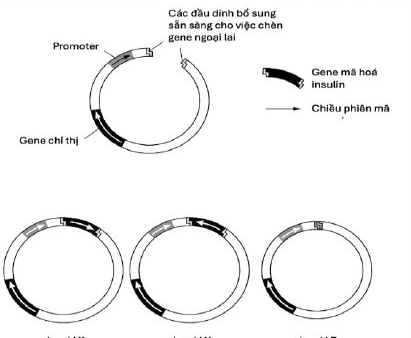 Các đầu dính bổ sung
sẵn sàng cho việc chèn
gene ngoại lai
Promoter
Gene mã hoá
insulin
Chiều phiên mã
Gene chỉ thị